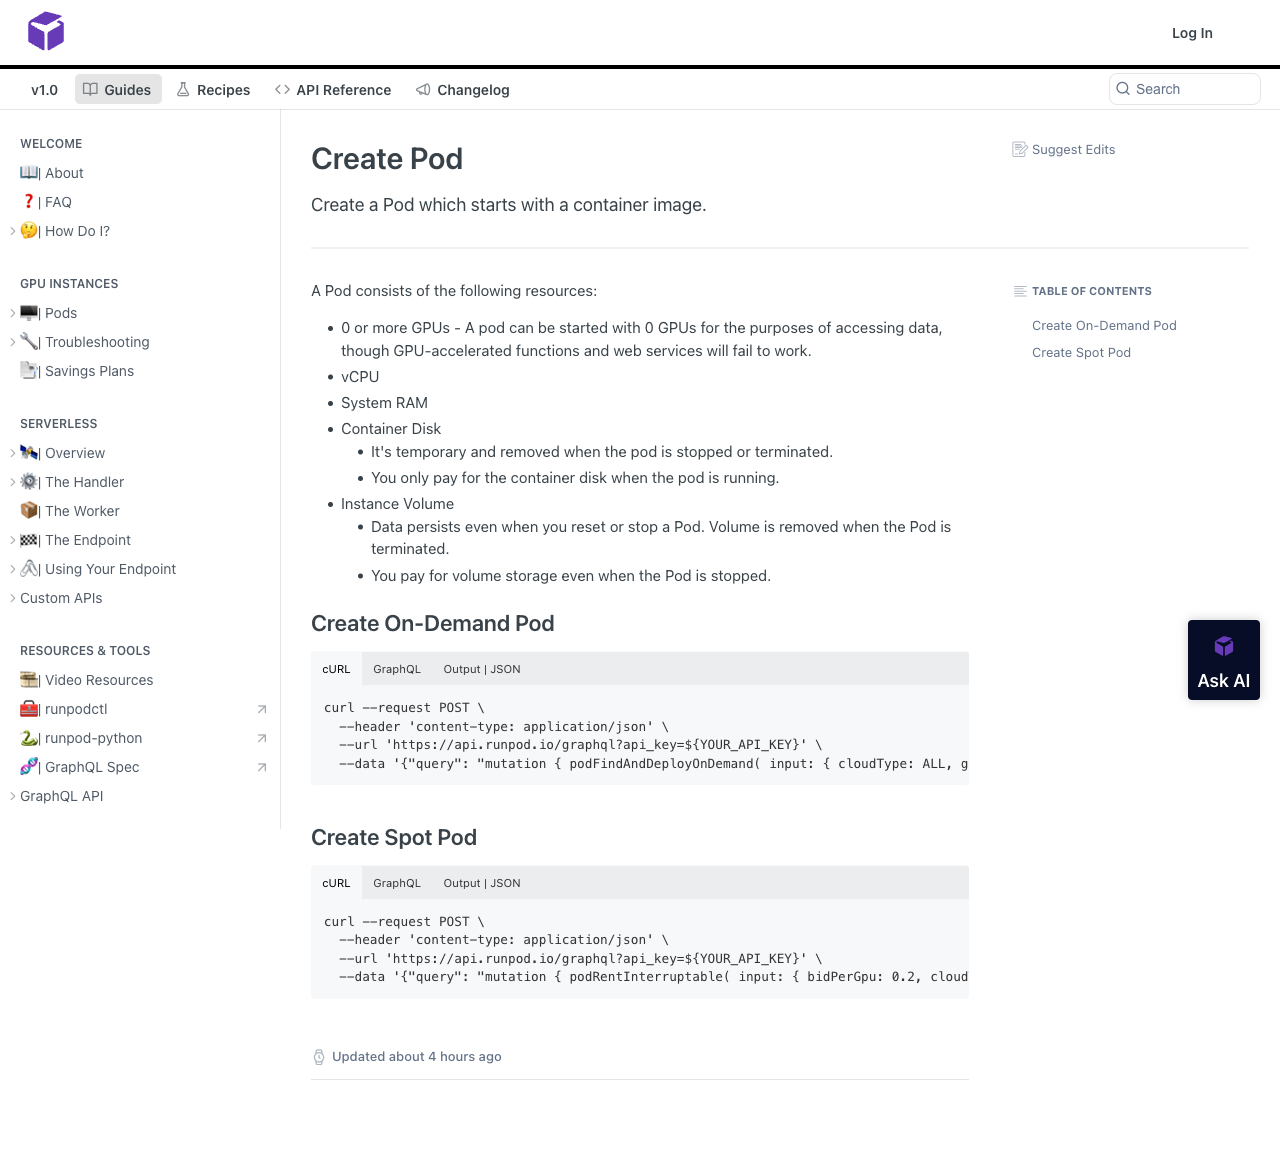 Log In
v1.0
Guides
Recipes
API Reference
Changelog
Search
WELCOME
📖| About
❓| FAQ
🤔| How Do I?
GPU INSTANCES
🖥️| Pods
🔧| Troubleshooting
📑| Savings Plans
SERVERLESS
🛰️| Overview
⚙️| The Handler
📦| The Worker
🏁| The Endpoint
🖇️| Using Your Endpoint
Custom APIs
RESOURCES & TOOLS
🎞️| Video Resources
🧰| runpodctl
🐍| runpod-python
🧬| GraphQL Spec
GraphQL API
Create Pod
Create a Pod which starts with a container image.
A Pod consists of the following resources:
• 0 or more GPUs - A pod can be started with 0 GPUs for the purposes of accessing data,
though GPU-accelerated functions and web services will fail to work.
• vCPU
• System RAM
• Container Disk
• It's temporary and removed when the pod is stopped or terminated.
• You only pay for the container disk when the pod is running.
• Instance Volume
• Data persists even when you reset or stop a Pod. Volume is removed when the Pod is
terminated.
• You pay for volume storage even when the Pod is stopped.
Create On-Demand Pod
cURL GraphQL Output | JSON
curl --request POST \
--header 'content-type: application/json' \
--url 'https://api.runpod.io/graphql?api_key=${YOUR_API_KEY}' \
--data '{"query": "mutation { podFindAndDeployOnDemand( input: { cloudType: ALL, g
Create Spot Pod
cURL GraphQL Output | JSON
curl --request POST \
--header 'content-type: application/json' \
--url 'https://api.runpod.io/graphql?api_key=${YOUR_API_KEY}' \
--data '{"query": "mutation { podRentInterruptable( input: { bidPerGpu: 0.2, cloud
Updated about 4 hours ago
Suggest Edits
TABLE OF CONTENTS
Create On-Demand Pod
Create Spot Pod
Ask AI